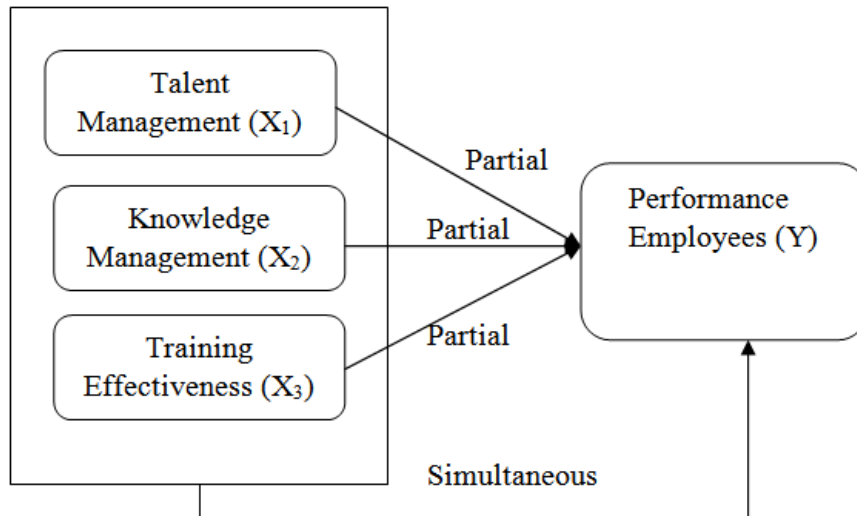 Talent
Management (X₁)
Partial
Knowledge
Management (X₂)
Partial
Performance
Employees (Y)
Training
Effectiveness (X₃)
Partial
Simultaneous